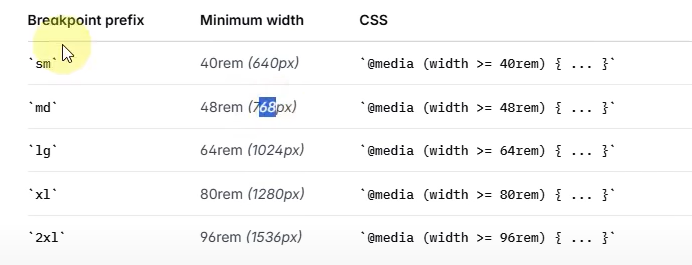 Breakpoint prefix Minimum width CSS
`sm` 40rem (640px) `@media (width >= 40rem) { ... }`
`md` 48rem (768px) `@media (width >= 48rem) { ... }`
`lg` 64rem (1024px) `@media (width >= 64rem) { ... }`
`xl` 80rem (1280px) `@media (width >= 80rem) { ... }`
`2xl` 96rem (1536px) `@media (width >= 96rem) { ... }`